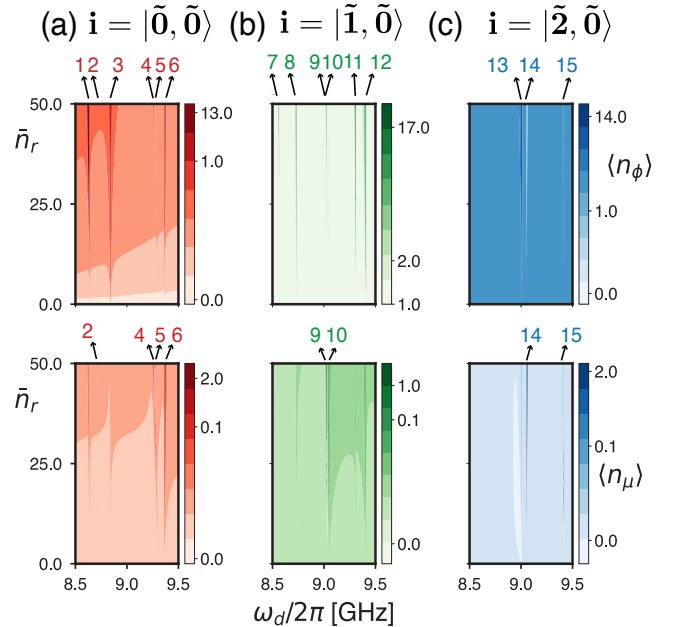 (a) i = |0̃, 0̃⟩ (b) i = |1̃, 0̃⟩ (c) i = |2̃, 0̃⟩
1 2 3 4 5 6 7 8 9 10 11 12 13 14 15
n̄_r 50.0 25.0 0.0 13.0 1.0 0.0 17.0 2.0 1.0 14.0 1.0 0.0 ⟨n_ϕ⟩
2 4 5 6 9 10 14 15
n̄_r 50.0 25.0 0.0 2.0 0.1 0.0 1.0 0.1 0.0 2.0 0.1 0.0 ⟨n_μ⟩
8.5 9.0 9.5 8.5 9.0 9.5 8.5 9.0 9.5
ω_d/2π [GHz]